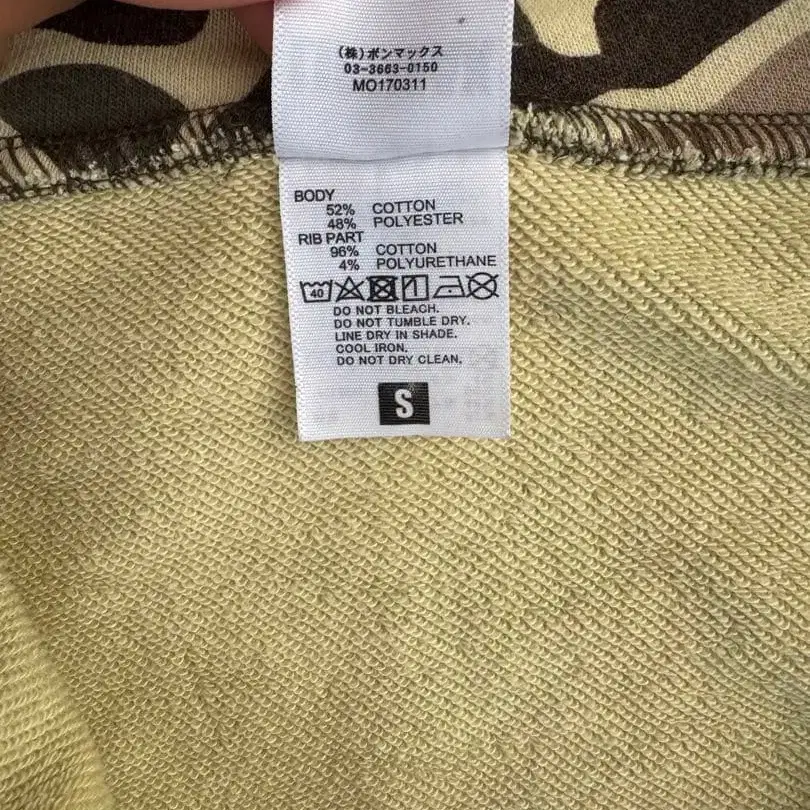 (株)ボンマックス
03-3663-0150
MO170311
BODY
52% COTTON
48% POLYESTER
RIB PART
96% COTTON
4% POLYURETHANE
40
DO NOT BLEACH.
DO NOT TUMBLE DRY.
LINE DRY IN SHADE.
COOL IRON.
DO NOT DRY CLEAN.
S